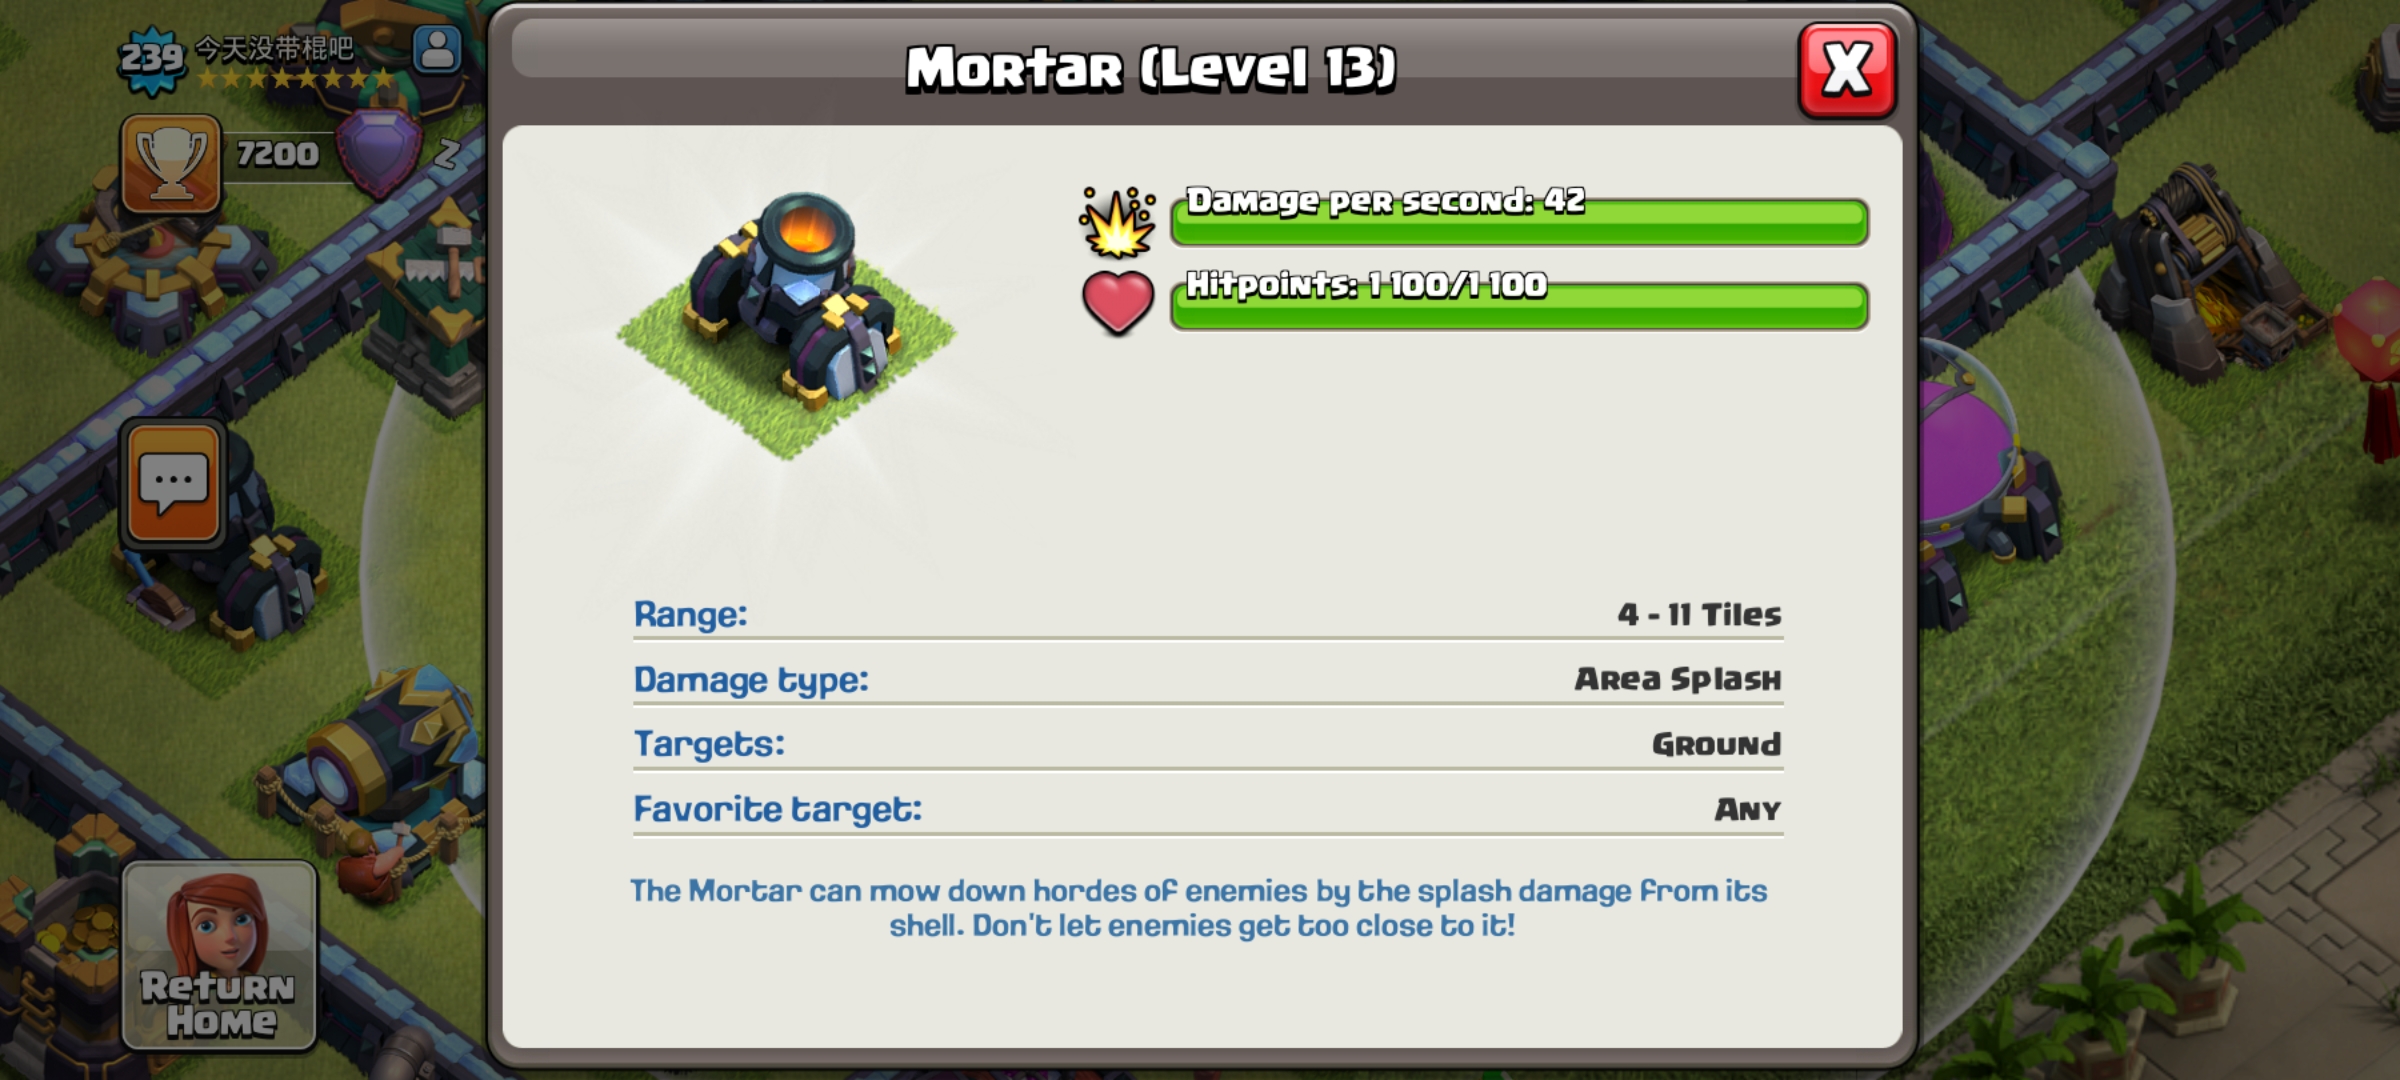 Mortar (Level 13)
X
239
今天没带棍吧
7200
Damage per second: 42
Hitpoints: 1 100/1 100
Range:
4 - 11 Tiles
Damage type:
Area Splash
Targets:
Ground
Favorite target:
Any
The Mortar can mow down hordes of enemies by the splash damage from its
shell. Don't let enemies get too close to it!
Return
Home